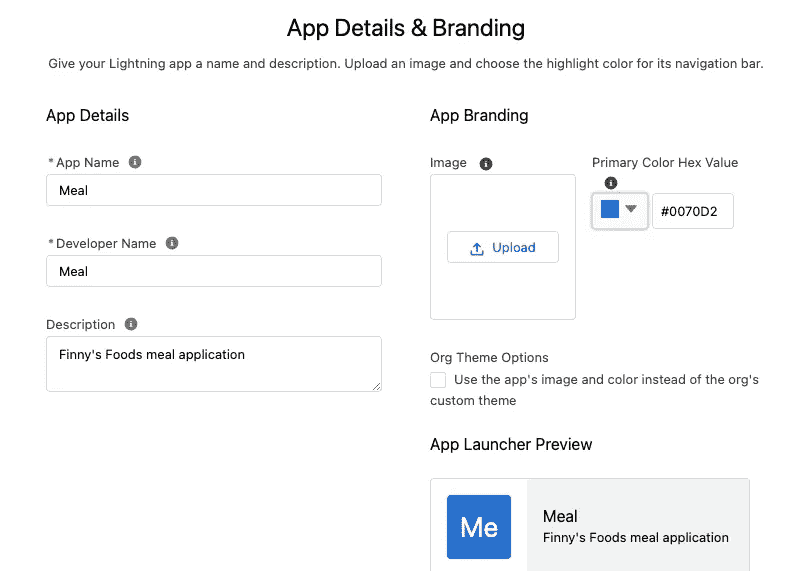 App Details & Branding
Give your Lightning app a name and description. Upload an image and choose the highlight color for its navigation bar.
App Details
* App Name
Meal
* Developer Name
Meal
Description
Finny's Foods meal application
App Branding
Image
Upload
Primary Color Hex Value
#0070D2
Org Theme Options
Use the app's image and color instead of the org's
custom theme
App Launcher Preview
Me
Meal
Finny's Foods meal application